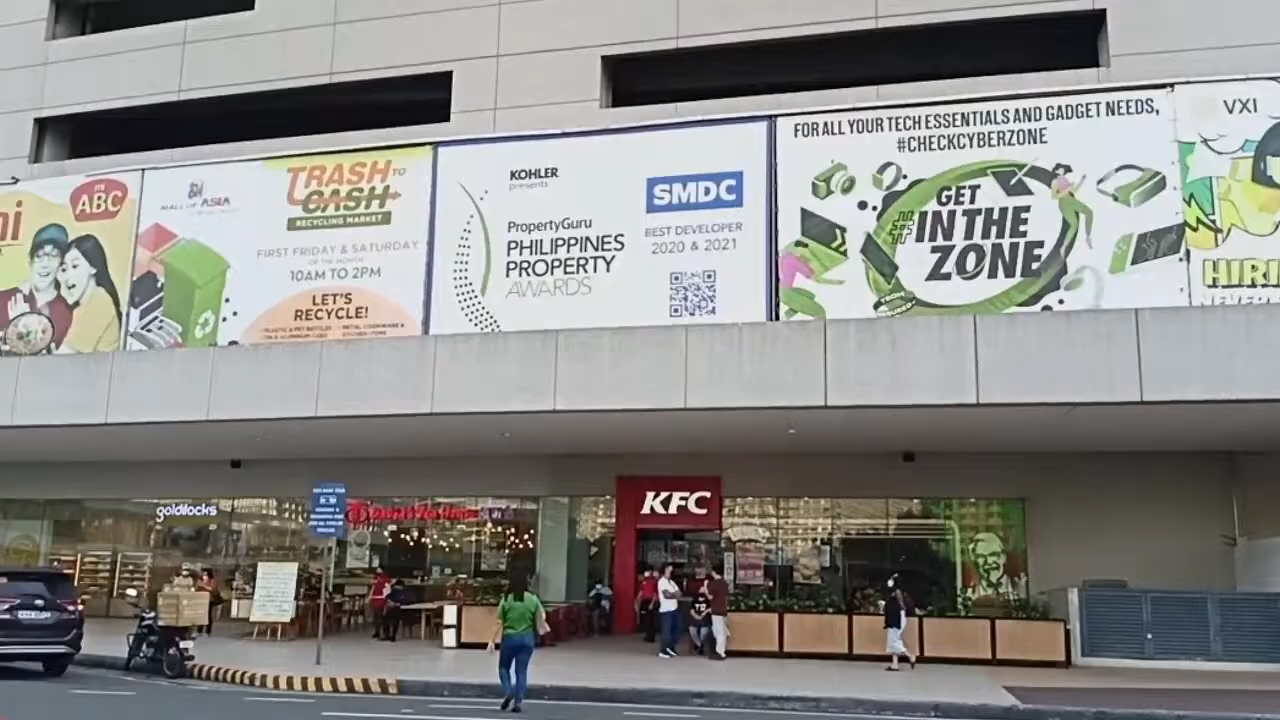 mi
ABC
SM
MALL OF ASIA
TRASH TO
CASH
RECYCLING MARKET
FIRST FRIDAY & SATURDAY
OF THE MONTH
10AM TO 2PM
LET'S
RECYCLE!
KOHLER
presents
PropertyGuru
PHILIPPINES
PROPERTY
AWARDS
SMDC
BEST DEVELOPER
2020 & 2021
FOR ALL YOUR TECH ESSENTIALS AND GADGET NEEDS,
#CHECKCYBERZONE
GET
#IN THE
ZONE
VXI
goldilocks
KFC